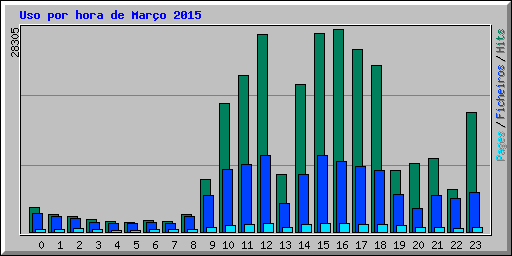 Uso por hora de Março 2015
28305
Pages / Ficheiros / Hits
0 1 2 3 4 5 6 7 8 9 10 11 12 13 14 15 16 17 18 19 20 21 22 23